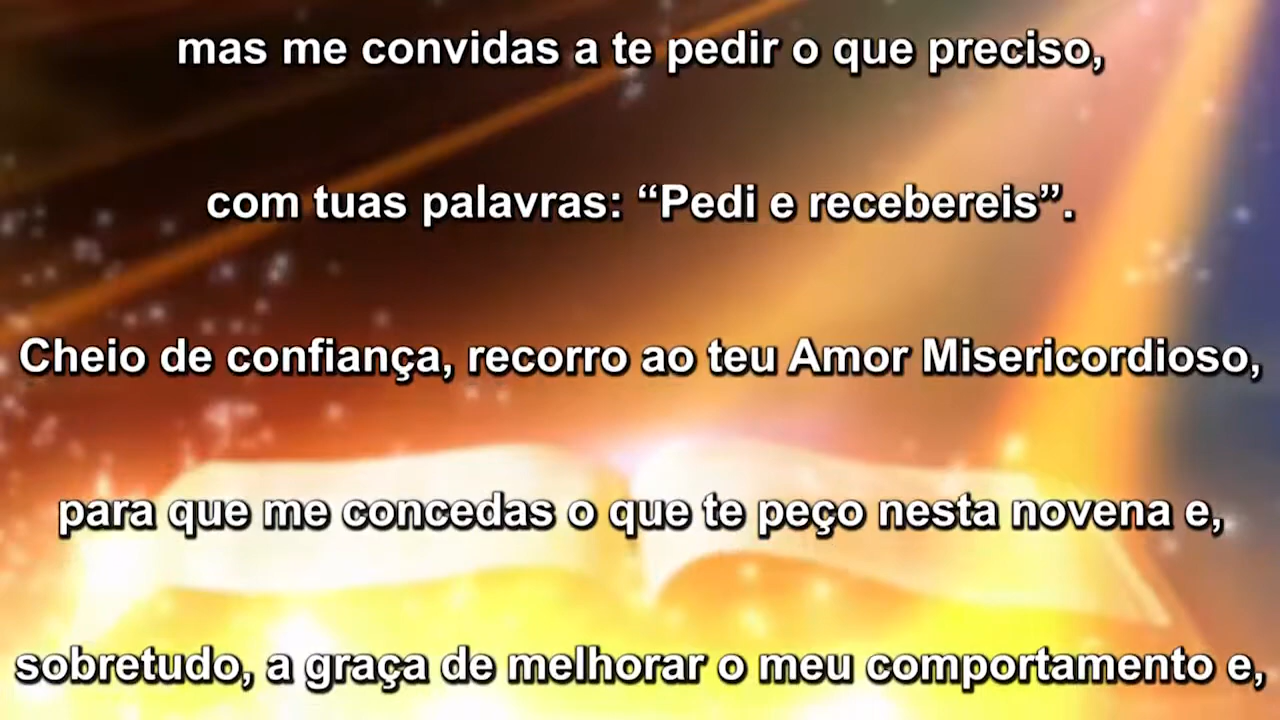 mas me convidas a te pedir o que preciso,
com tuas palavras: “Pedi e recebereis”.
Cheio de confiança, recorro ao teu Amor Misericordioso,
para que me concedas o que te peço nesta novena e,
sobretudo, a graça de melhorar o meu comportamento e,